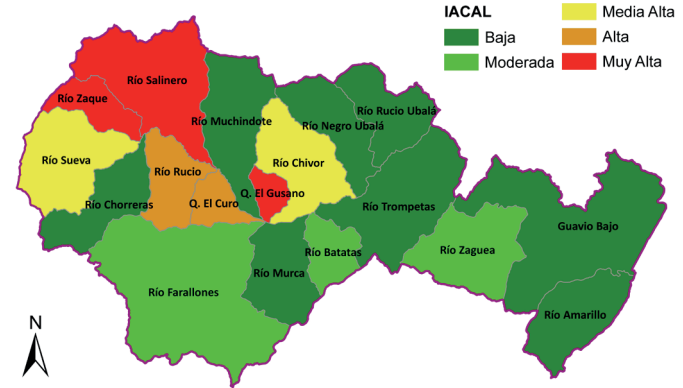 IACAL
Baja
Moderada
Media Alta
Alta
Muy Alta
Río Salinero
Río Zaque
Río Muchindote
Río Rucio Ubalá
Río Negro Ubalá
Río Sueva
Río Chivor
Río Rucio
Q. El Gusano
Río Chorreras
Q. El Curo
Río Trompetas
Guavio Bajo
Río Batatas
Río Zaguea
Río Murca
Río Farallones
Río Amarillo
N